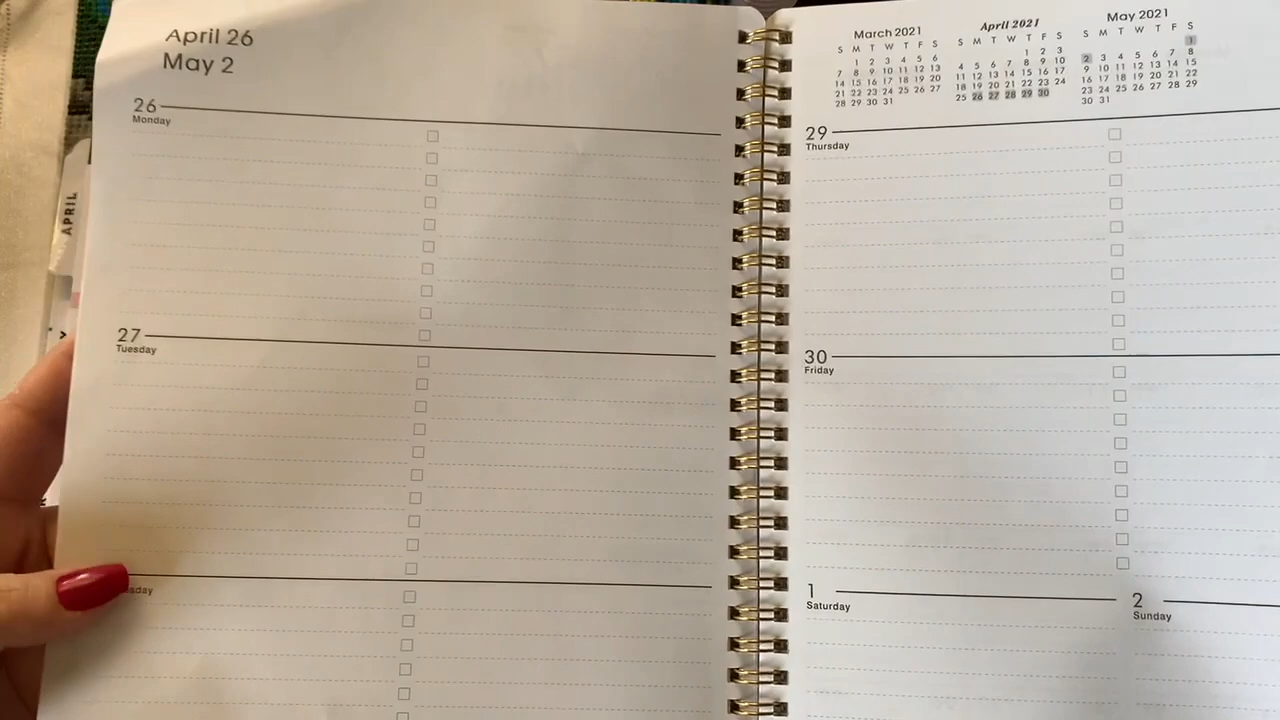 April 26
May 2
26
Monday
27
Tuesday
sday
APRIL
March 2021
S M T W T F S
1 2 3 4 5 6
7 8 9 10 11 12 13
14 15 16 17 18 19 20
21 22 23 24 25 26 27
28 29 30 31
April 2021
S M T W T F S
1 2 3
4 5 6 7 8 9 10
11 12 13 14 15 16 17
18 19 20 21 22 23 24
25 26 27 28 29 30
May 2021
S M T W T F S
1
2 3 4 5 6 7 8
9 10 11 12 13 14 15
16 17 18 19 20 21 22
23 24 25 26 27 28 29
30 31
29
Thursday
30
Friday
1
Saturday
2
Sunday